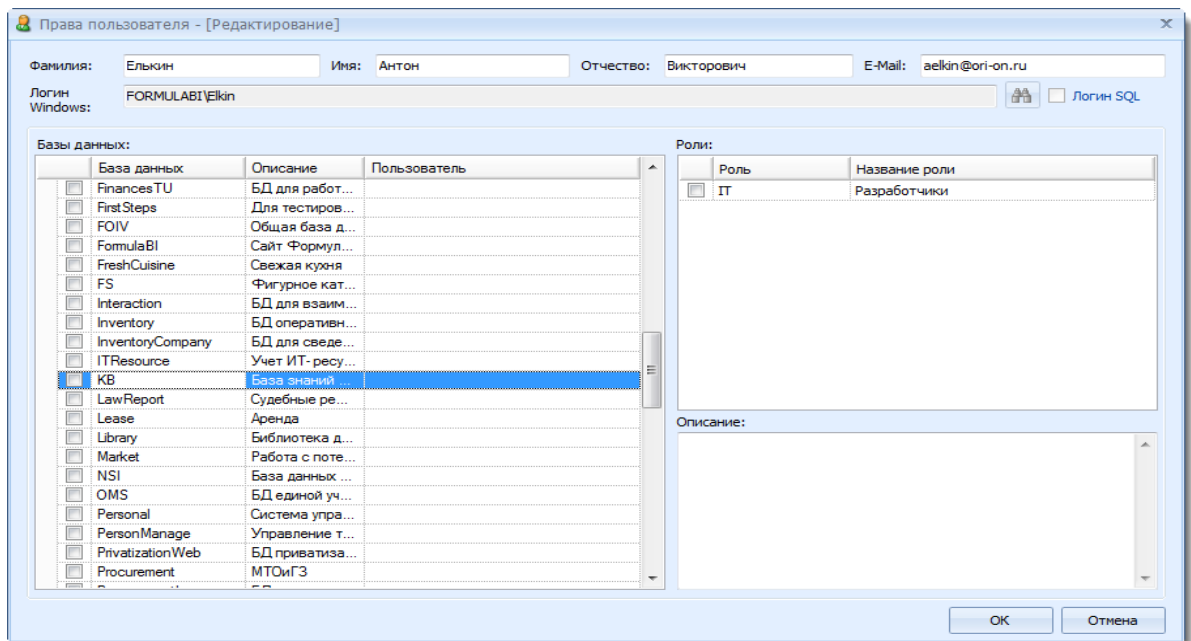 Права пользователя - [Редактирование]
Фамилия: Елькин Имя: Антон Отчество: Викторович E-Mail: aelkin@ori-on.ru
Логин Windows: FORMULABI\Elkin Логин SQL
Базы данных:
База данных Описание Пользователь
FinancesTU БД для работ...
FirstSteps Для тестиров...
FOIV Общая база д...
FormulaBI Сайт Формул...
FreshCuisine Свежая кухня
FS Фигурное кат...
Interaction БД для взаим...
Inventory БД оперативн...
InventoryCompany БД для сведе...
ITResource Учет ИТ- ресу...
KB База знаний ...
LawReport Судебные ре...
Lease Аренда
Library Библиотека д...
Market Работа с поте...
NSI База данных ...
OMS БД единой уч...
Personal Система упра...
PersonManage Управление т...
PrivatizationWeb БД приватиза...
Procurement МТОиГЗ
Роли:
Роль Название роли
IT Разработчики
Описание:
OK Отмена